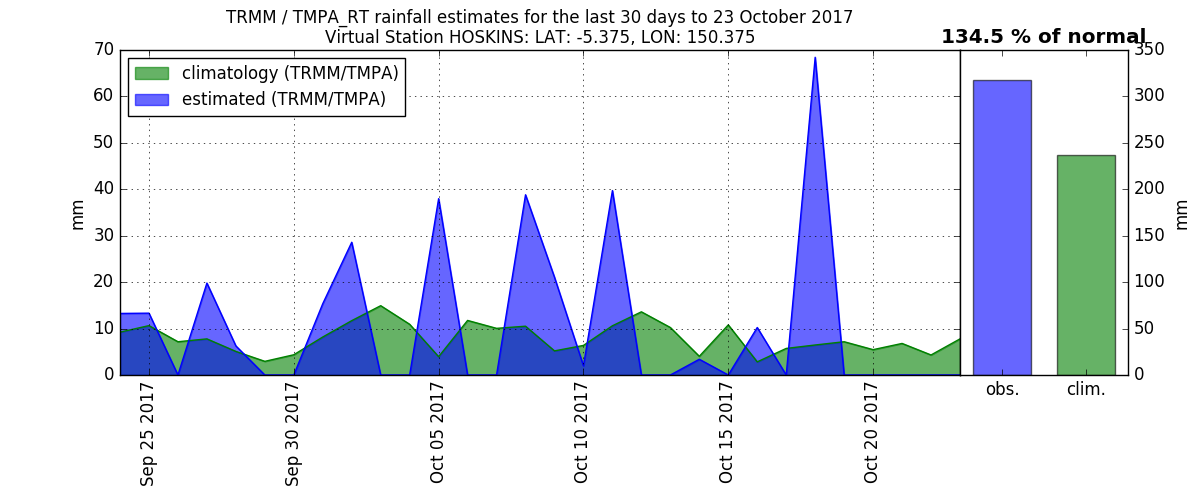 TRMM / TMPA_RT rainfall estimates for the last 30 days to 23 October 2017
Virtual Station HOSKINS: LAT: -5.375, LON: 150.375
134.5 % of normal
climatology (TRMM/TMPA)
estimated (TRMM/TMPA)
70
60
50
40
30
20
10
0
mm
Sep 25 2017
Sep 30 2017
Oct 05 2017
Oct 10 2017
Oct 15 2017
Oct 20 2017
350
300
250
200
150
100
50
0
mm
obs.
clim.